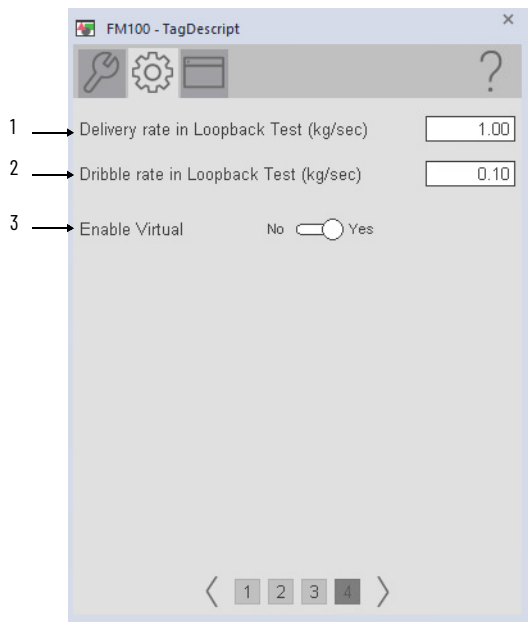 FM100 - TagDescript
?
1 Delivery rate in Loopback Test (kg/sec) 1.00
2 Dribble rate in Loopback Test (kg/sec) 0.10
3 Enable Virtual No Yes
1 2 3 4